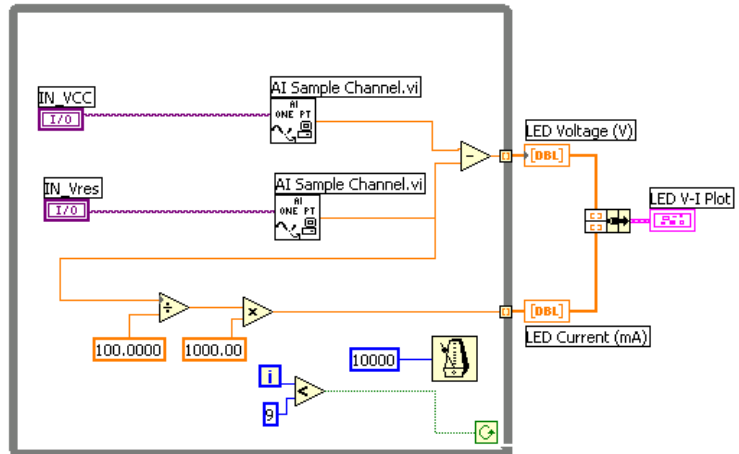 IN_VCC
I/O
AI Sample Channel.vi
AI
ONE PT
LED Voltage (V)
[DBL]
IN_Vres
I/O
AI Sample Channel.vi
AI
ONE PT
LED V-I Plot
÷
×
[DBL]
100.0000
1000.00
LED Current (mA)
10000
i
<
9